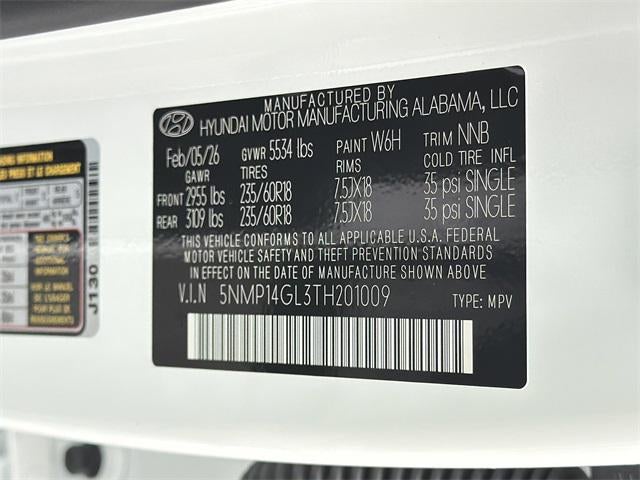 MANUFACTURED BY
HYUNDAI MOTOR MANUFACTURING ALABAMA, LLC
Feb/05/26 GVWR 5534 lbs PAINT W6H TRIM NNB
GAWR TIRES RIMS COLD TIRE INFL
FRONT 2955 lbs 235/60R18 7.5JX18 35 psi SINGLE
REAR 3109 lbs 235/60R18 7.5JX18 35 psi SINGLE
THIS VEHICLE CONFORMS TO ALL APPLICABLE U.S.A. FEDERAL
MOTOR VEHICLE SAFETY AND THEFT PREVENTION STANDARDS
IN EFFECT ON THE DATE OF MANUFACTURE SHOWN ABOVE
V.I.N 5NMP14GL3TH201009 TYPE: MPV
J130